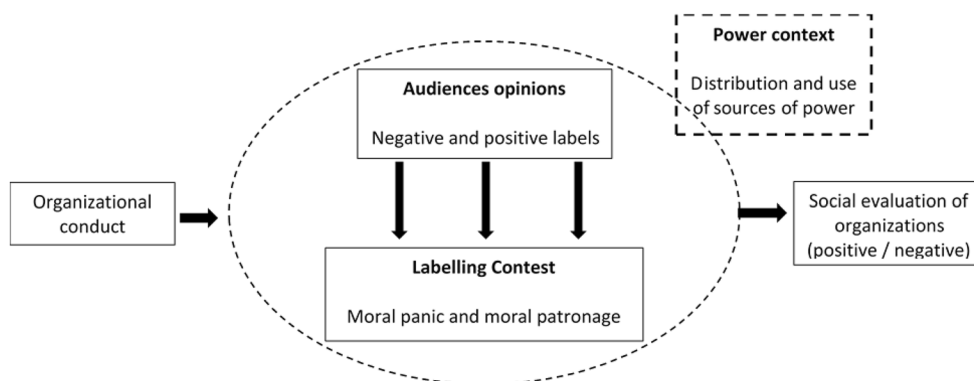 Power context
Distribution and use
of sources of power
Audiences opinions
Negative and positive labels
Organizational
conduct
Social evaluation of
organizations
(positive / negative)
Labelling Contest
Moral panic and moral patronage